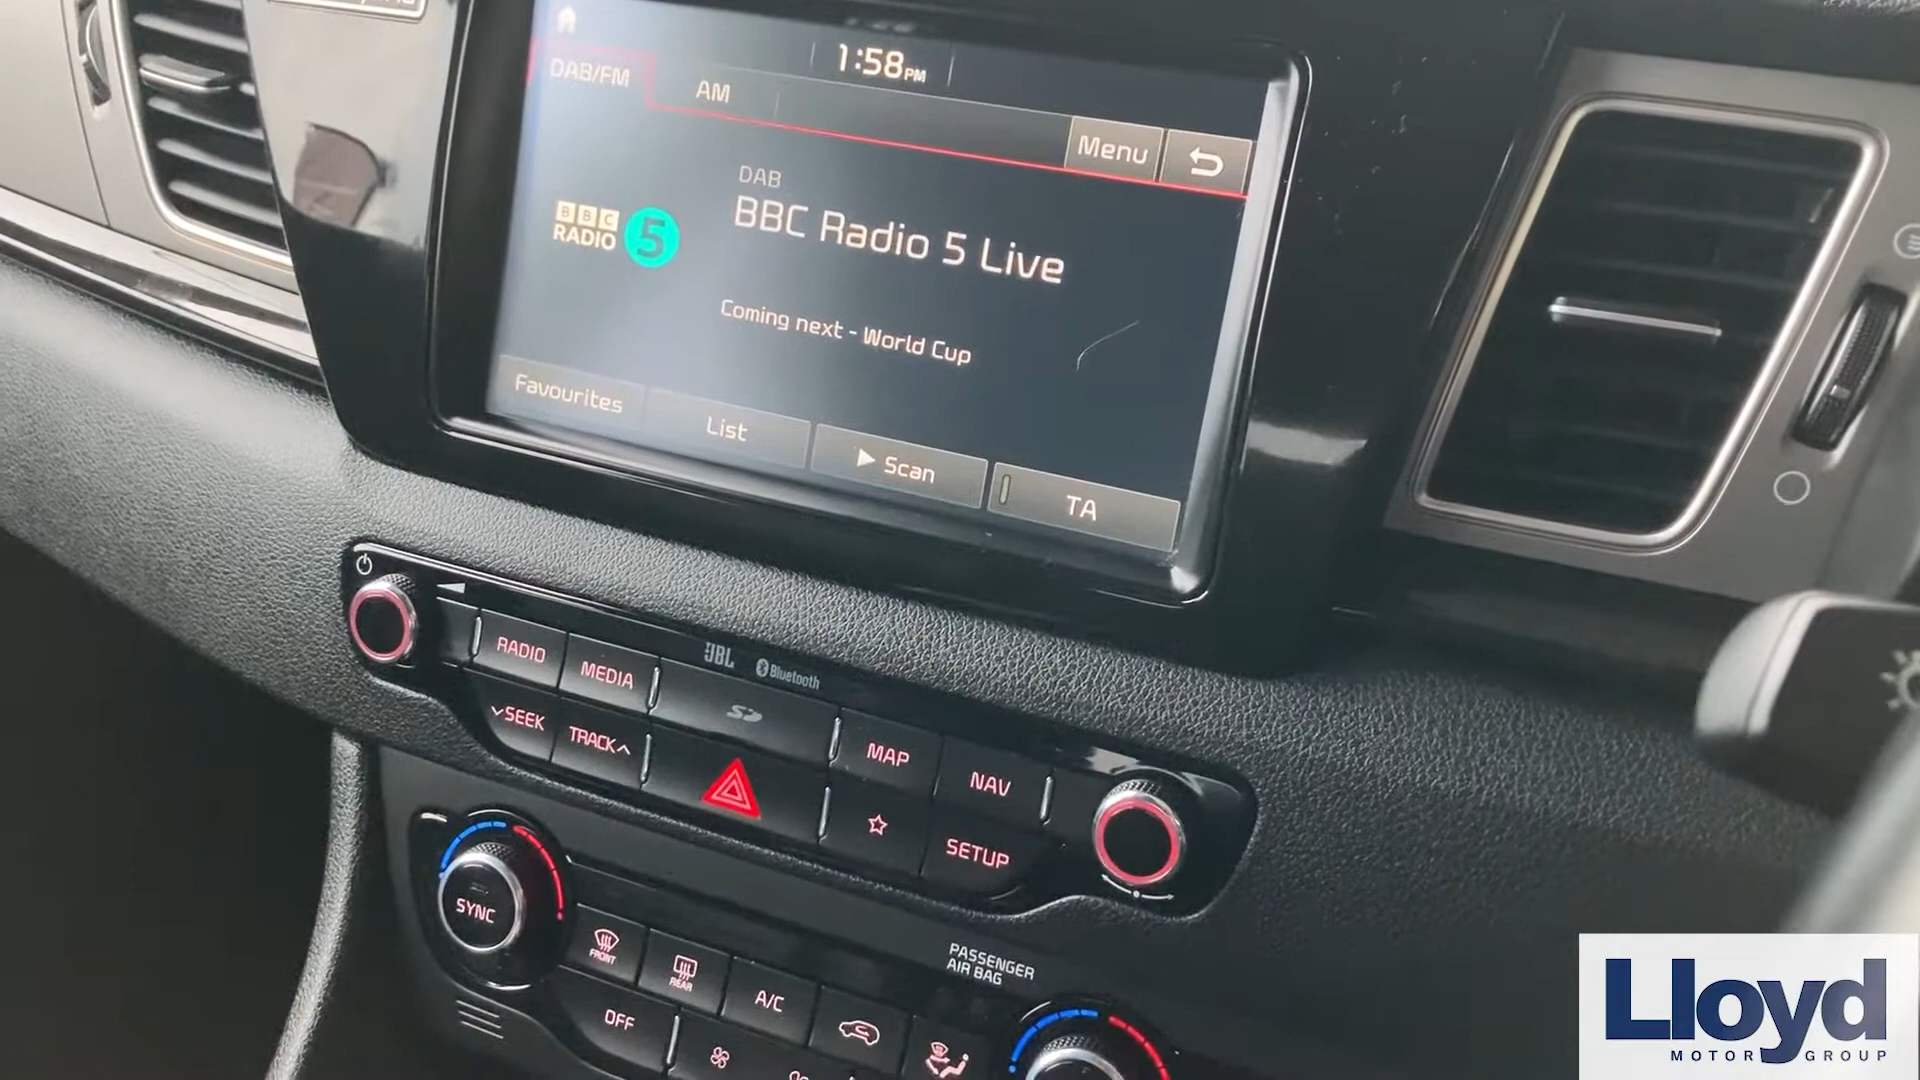 1:58 PM
DAB/FM
AM
Menu
DAB
BBC RADIO 5
BBC Radio 5 Live
Coming next - World Cup
Favourites
List
Scan
TA
RADIO
MEDIA
JBL
Bluetooth
SEEK
TRACK
SD
MAP
NAV
SETUP
SYNC
FRONT
REAR
A/C
OFF
PASSENGER
AIR BAG
Lloyd
MOTOR GROUP